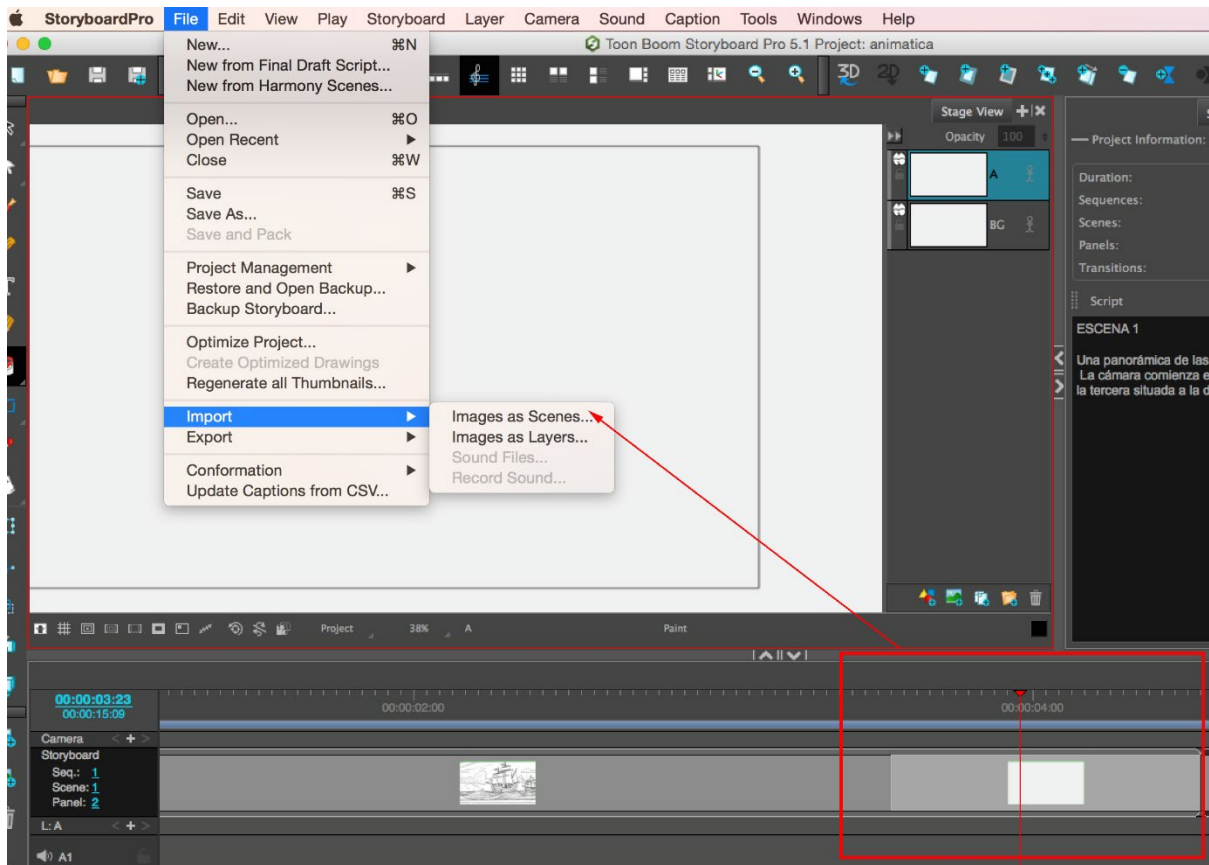 StoryboardPro File Edit View Play Storyboard Layer Camera Sound Caption Tools Windows Help
Toon Boom Storyboard Pro 5.1 Project: animatica
New... ⌘N
New from Final Draft Script...
New from Harmony Scenes...
Open... ⌘O
Open Recent
Close ⌘W
Save ⌘S
Save As...
Save and Pack
Project Management
Restore and Open Backup...
Backup Storyboard...
Optimize Project...
Create Optimized Drawings
Regenerate all Thumbnails...
Import
Export
Conformation
Update Captions from CSV...
Images as Scenes...
Images as Layers...
Sound Files...
Record Sound...
3D 2D
Stage View
Opacity 100
A
BG
Project Information:
Duration:
Sequences:
Scenes:
Panels:
Transitions:
Script
ESCENA 1
Una panorámica de las
La cámara comienza e
la tercera situada a la d
Project 38% A Paint
00:00:03:23
00:00:15:09
00:00:02:00
00:00:04:00
Camera
Storyboard
Seq.: 1
Scene: 1
Panel: 2
L: A
A1